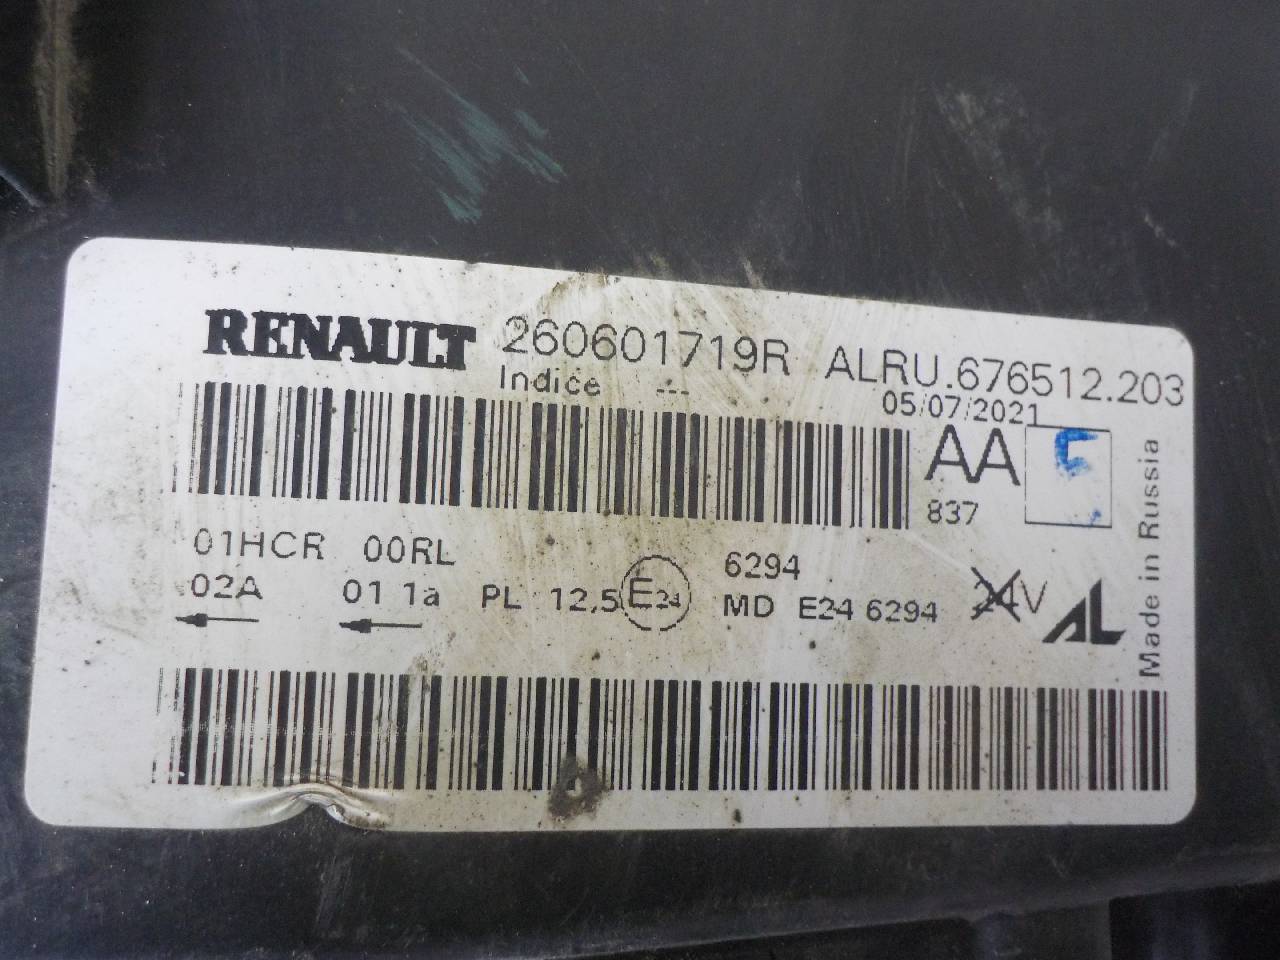 RENAULT 260601719R ALRU.676512.203
Indice --- 05/07/2021
AA
837
01HCR 00RL 6294
02A 01 1a PL 12,5 E24 MD E24 6294 24V AL
Made in Russia